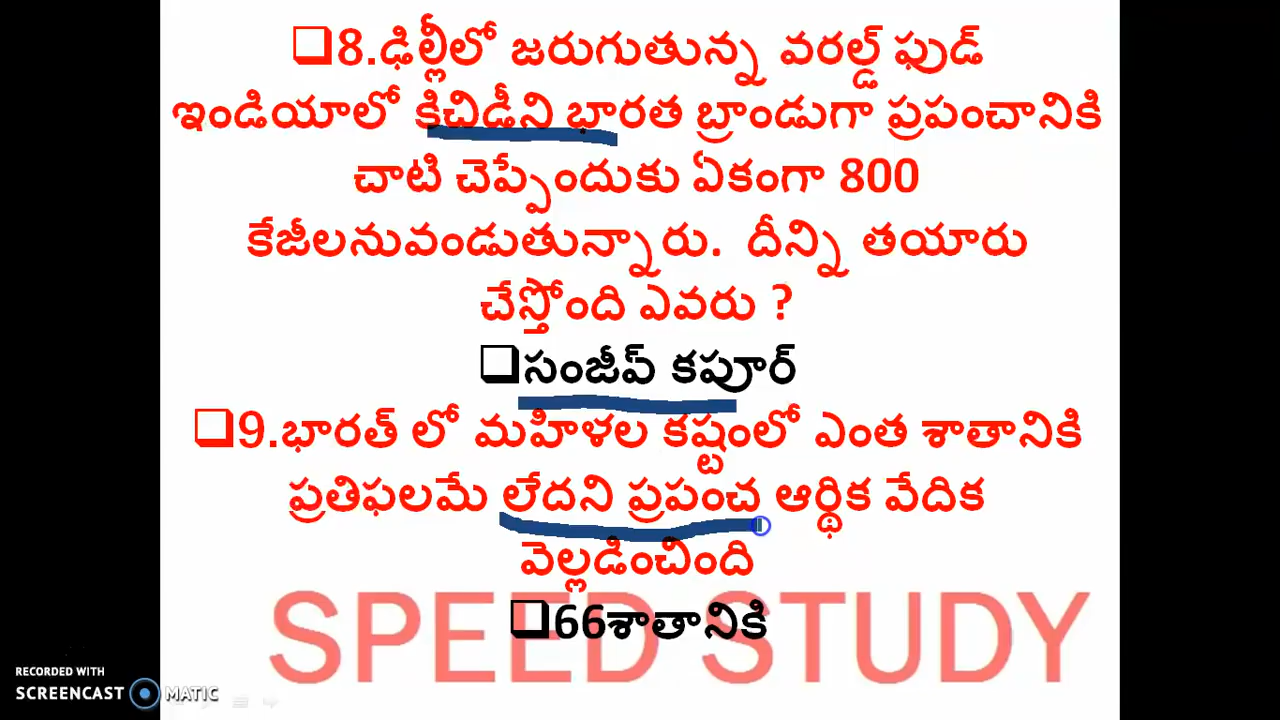 ❑8.ఢిల్లీలో జరుగుతున్న వరల్డ్ ఫుడ్
ఇండియాలో కిచిడీని భారత బ్రాండుగా ప్రపంచానికి
చాటి చెప్పేందుకు ఏకంగా 800
కేజీలనువండుతున్నారు. దీన్ని తయారు
చేస్తోంది ఎవరు ?
❑సంజీవ్ కపూర్
❑9.భారత్ లో మహిళల కష్టంలో ఎంత శాతానికి
ప్రతిఫలమే లేదని ప్రపంచ ఆర్థిక వేదిక
వెల్లడించింది
❑66శాతానికి
SPEED STUDY
RECORDED WITH
SCREENCAST MATIC